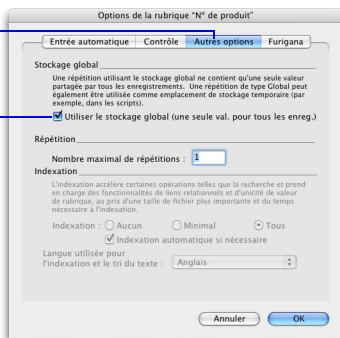 Options de la rubrique "N° de produit"
Entrée automatique Contrôle Autres options Furigana
Stockage global
Une répétition utilisant le stockage global ne contient qu'une seule valeur
partagée par tous les enregistrements. Une répétition de type Global peut
également être utilisée comme emplacement de stockage temporaire (par
exemple, dans les scripts).
Utiliser le stockage global (une seule val. pour tous les enreg.)
Répétition
Nombre maximal de répétitions : 1
Indexation
L'indexation accélère certaines opérations telles que la recherche et prend
en charge des fonctionnalités de liens relationnels et d'unicité de valeur
de rubrique, au prix d'une taille de fichier plus importante et du temps
nécessaire à l'indexation.
Indexation : Aucun Minimal Tous
Indexation automatique si nécessaire
Langue utilisée pour
l'indexation et le tri du texte : Anglais
Annuler OK